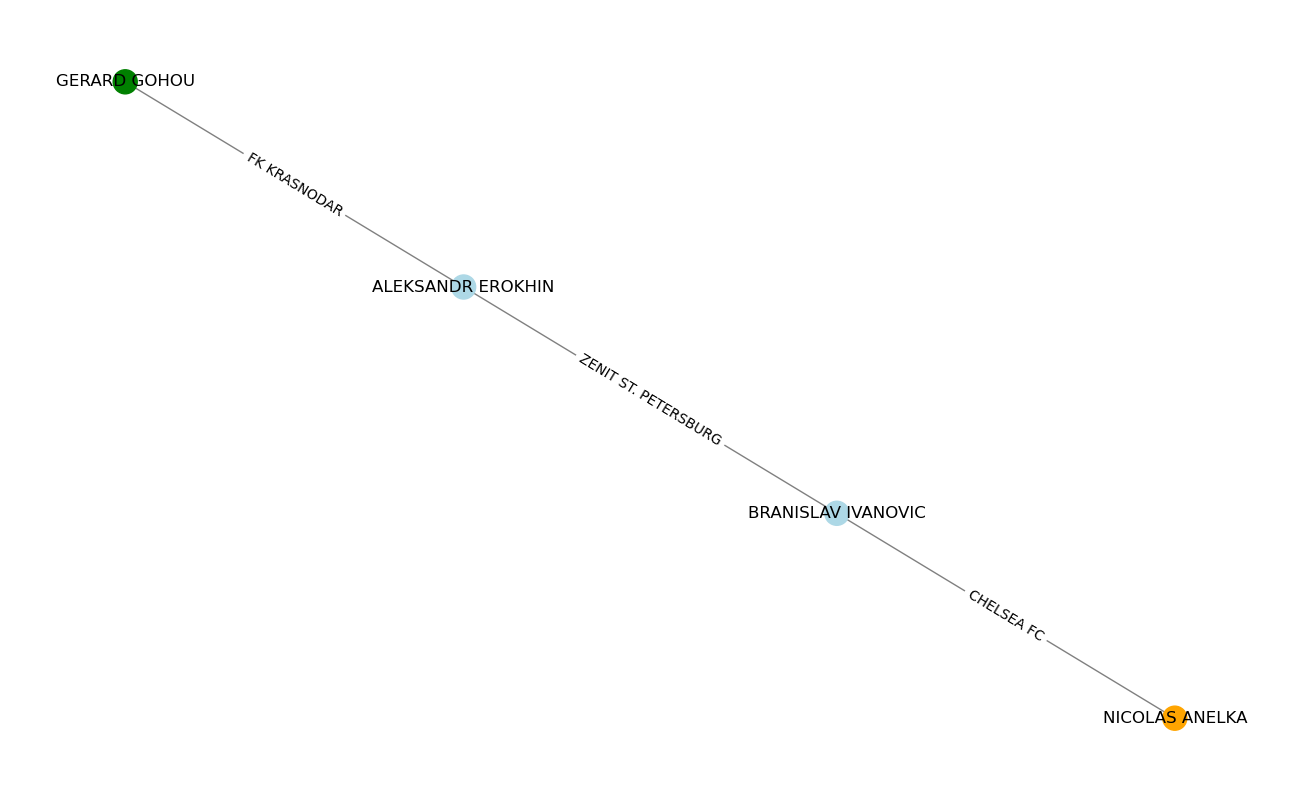 GERARD GOHOU
FK KRASNODAR
ALEKSANDR EROKHIN
ZENIT ST. PETERSBURG
BRANISLAV IVANOVIC
CHELSEA FC
NICOLAS ANELKA